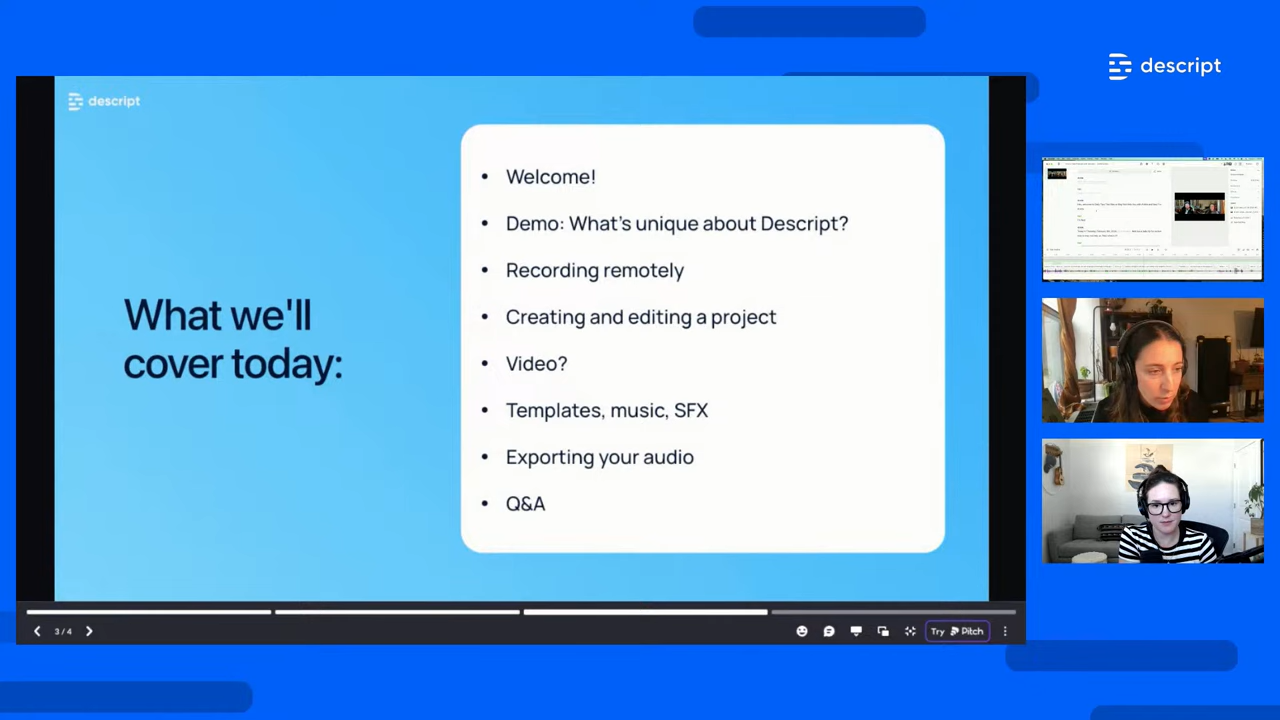 descript
descript
What we'll
cover today:
• Welcome!
• Demo: What's unique about Descript?
• Recording remotely
• Creating and editing a project
• Video?
• Templates, music, SFX
• Exporting your audio
• Q&A
3 / 4
Try Pitch